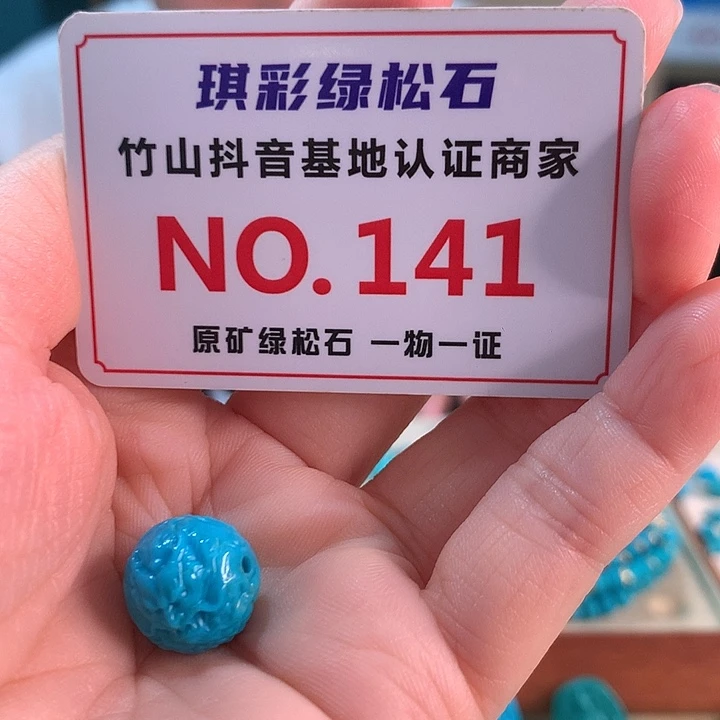 琪彩绿松石
竹山抖音基地认证商家
NO.141
原矿绿松石 一物一证